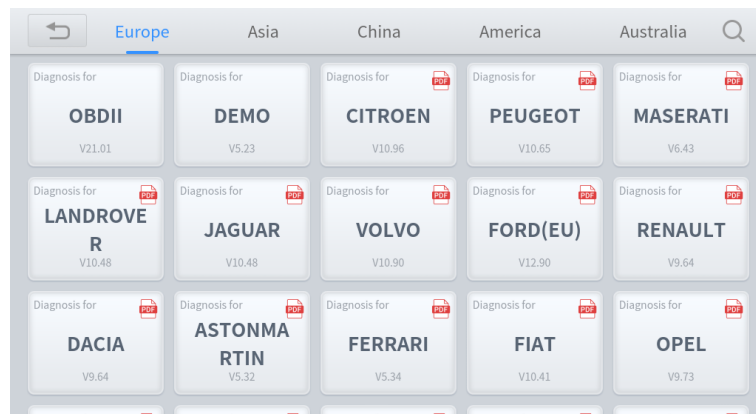 Europe Asia China America Australia
Diagnosis for Diagnosis for Diagnosis for PDF Diagnosis for PDF Diagnosis for PDF
OBDII DEMO CITROEN PEUGEOT MASERATI
V21.01 V5.23 V10.96 V10.65 V6.43
Diagnosis for PDF Diagnosis for PDF Diagnosis for PDF Diagnosis for PDF Diagnosis for PDF
LANDROVE
R JAGUAR VOLVO FORD(EU) RENAULT
V10.48 V10.48 V10.90 V12.90 V9.64
Diagnosis for PDF Diagnosis for PDF Diagnosis for PDF Diagnosis for PDF Diagnosis for PDF
DACIA ASTONMA
RTIN FERRARI FIAT OPEL
V9.64 V5.32 V5.34 V10.41 V9.73